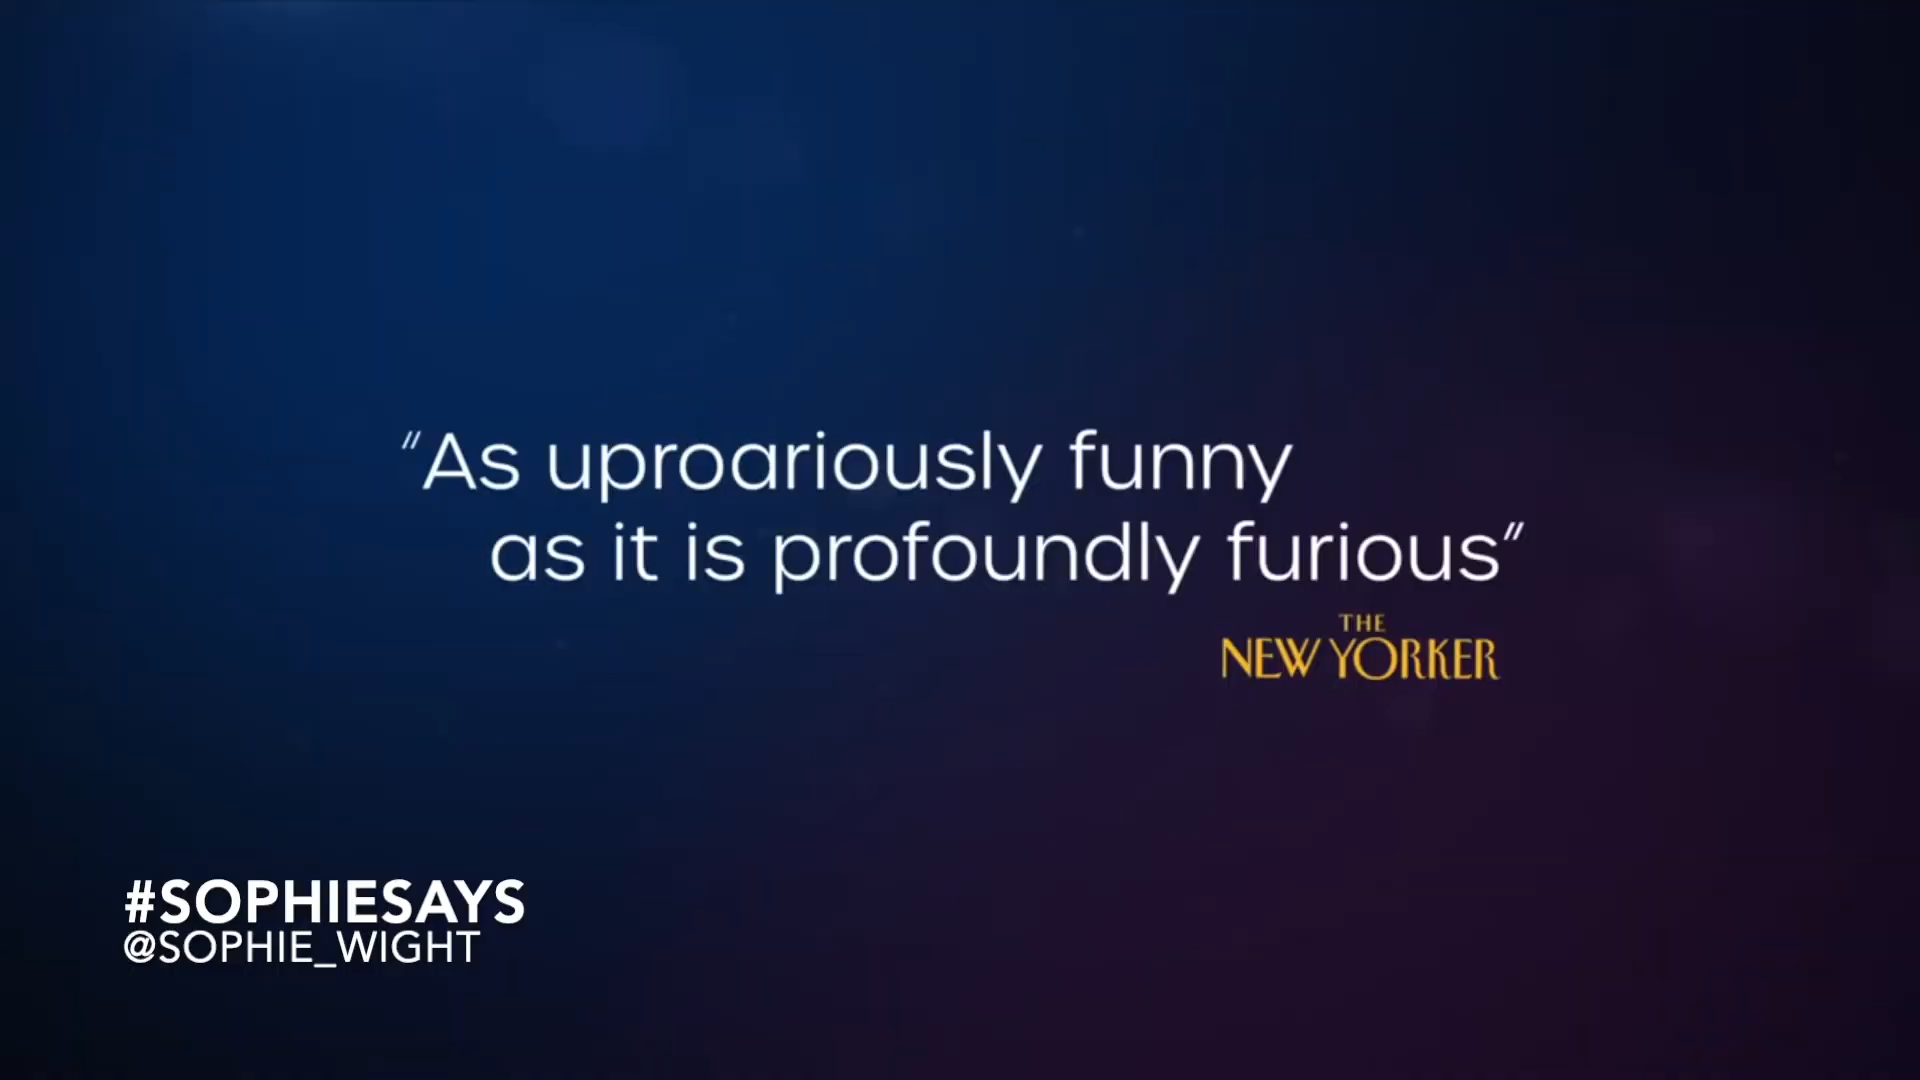 "As uproariously funny
as it is profoundly furious"
THE
NEW YORKER
#SOPHIESAYS
@SOPHIE_WIGHT